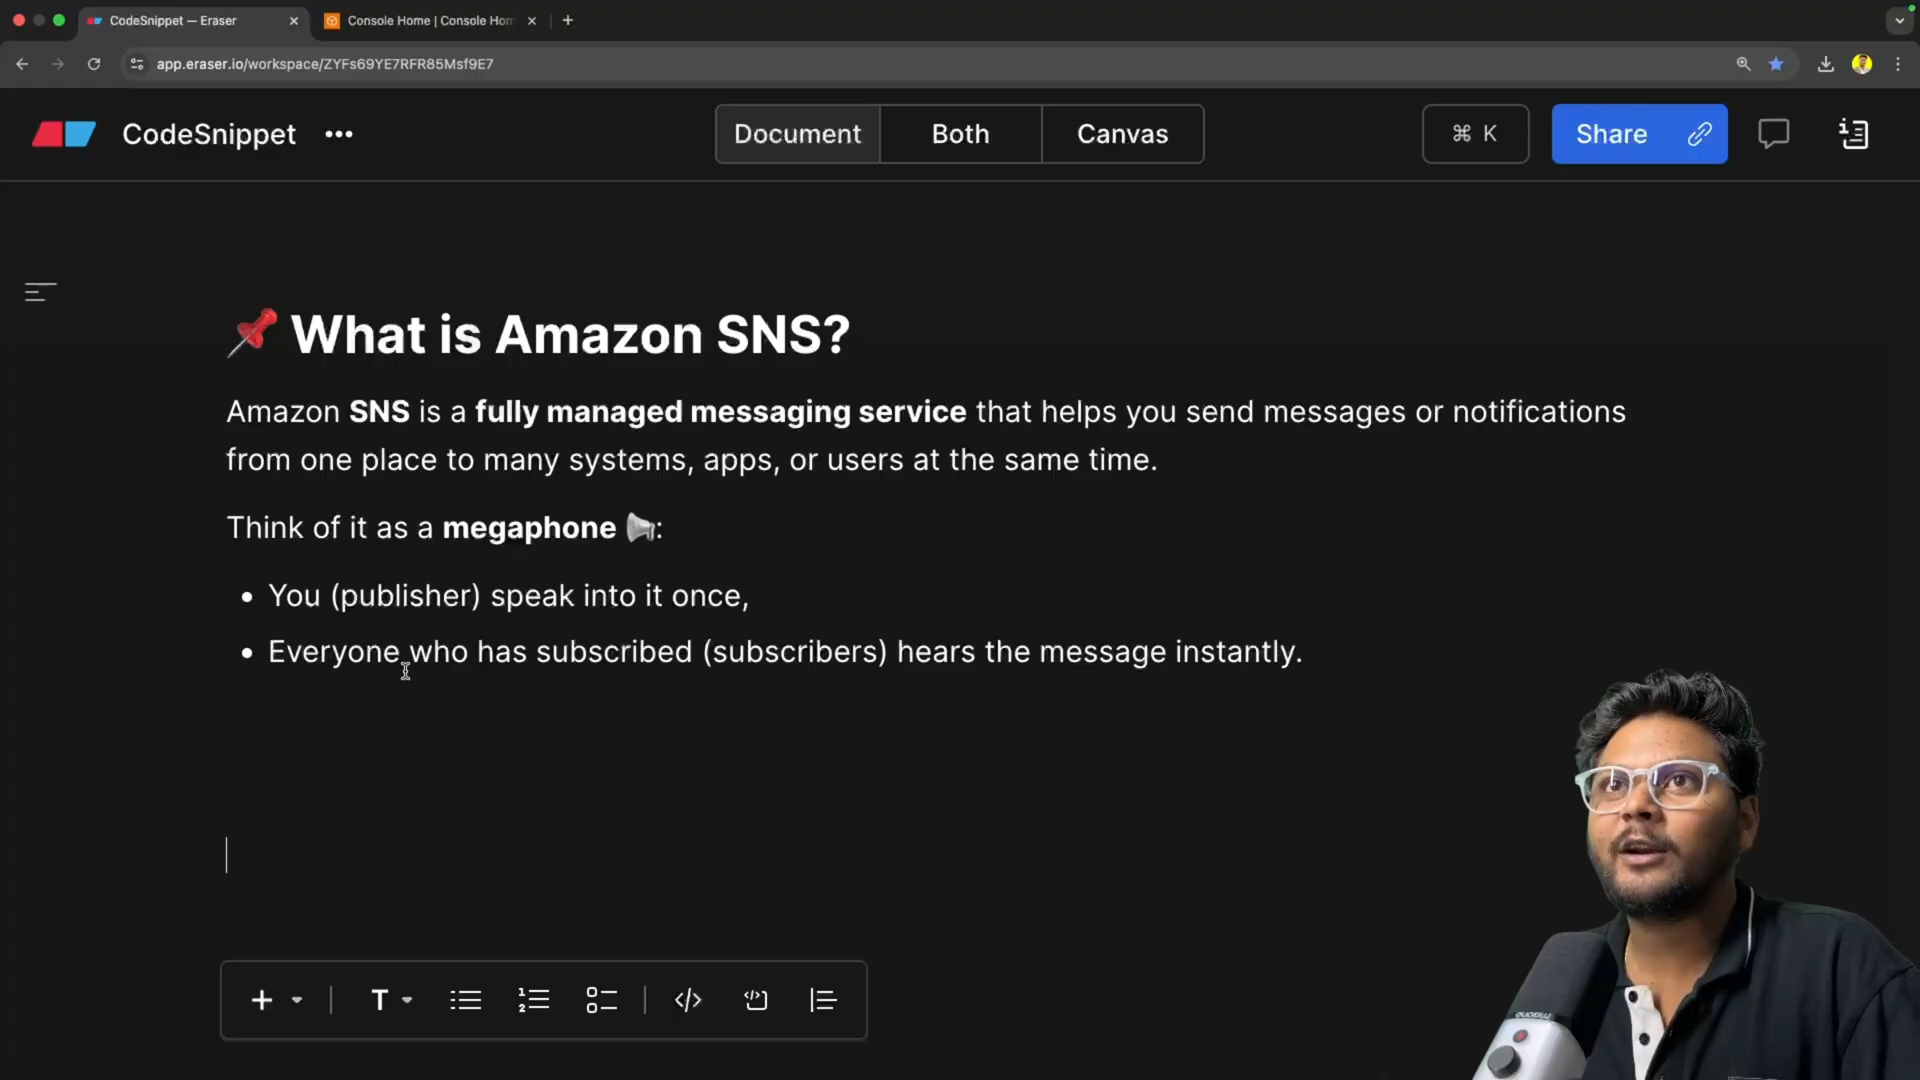 CodeSnippet — Eraser
Console Home | Console Hom
app.eraser.io/workspace/ZYFs69YE7RFR85Msf9E7
CodeSnippet
Document
Both
Canvas
⌘ K
Share
📌 What is Amazon SNS?
Amazon SNS is a fully managed messaging service that helps you send messages or notifications
from one place to many systems, apps, or users at the same time.
Think of it as a megaphone 📢:
• You (publisher) speak into it once,
• Everyone who has subscribed (subscribers) hears the message instantly.
T